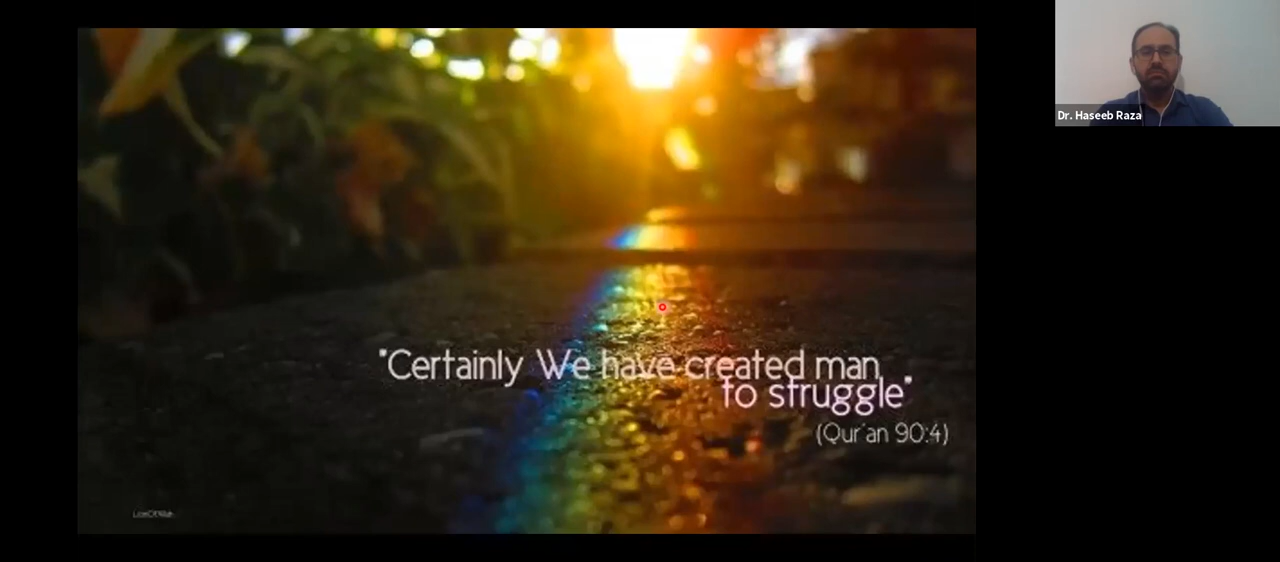 Dr. Haseeb Raza
"Certainly We have created man
to struggle"
(Qur'an 90:4)